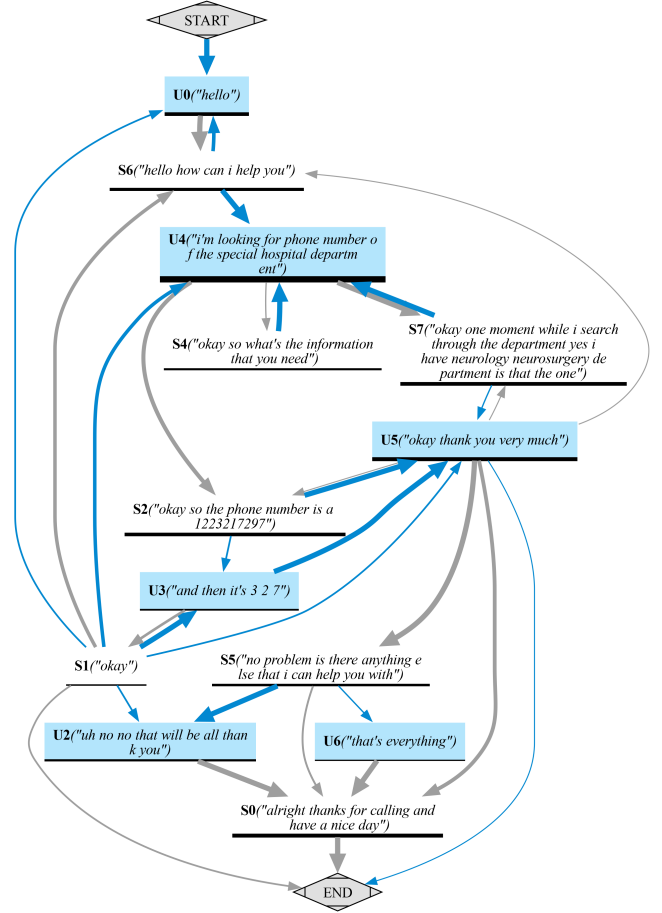 START
U0("hello")
S6("hello how can i help you")
U4("i'm looking for phone number o
f the special hospital departm
ent")
S4("okay so what's the information
that you need")
S7("okay one moment while i search
through the department yes i
have neurology neurosurgery de
partment is that the one")
U5("okay thank you very much")
S2("okay so the phone number is a
1223217297")
U3("and then it's 3 2 7")
S1("okay")
S5("no problem is there anything e
lse that i can help you with")
U2("uh no no that will be all than
k you")
U6("that's everything")
S0("alright thanks for calling and
have a nice day")
END